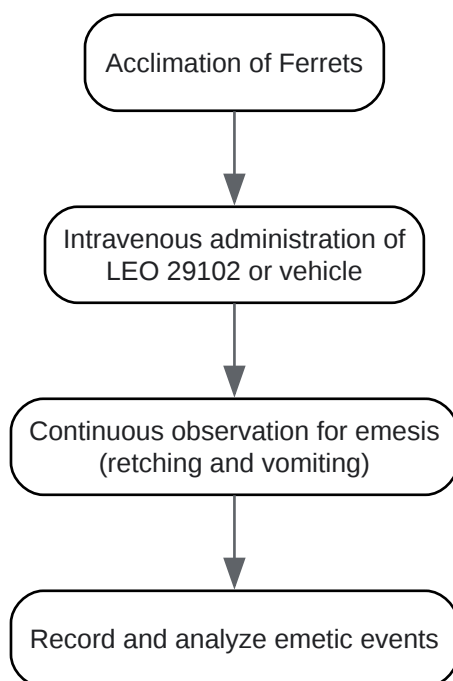 Acclimation of Ferrets
Intravenous administration of
LEO 29102 or vehicle
Continuous observation for emesis
(retching and vomiting)
Record and analyze emetic events